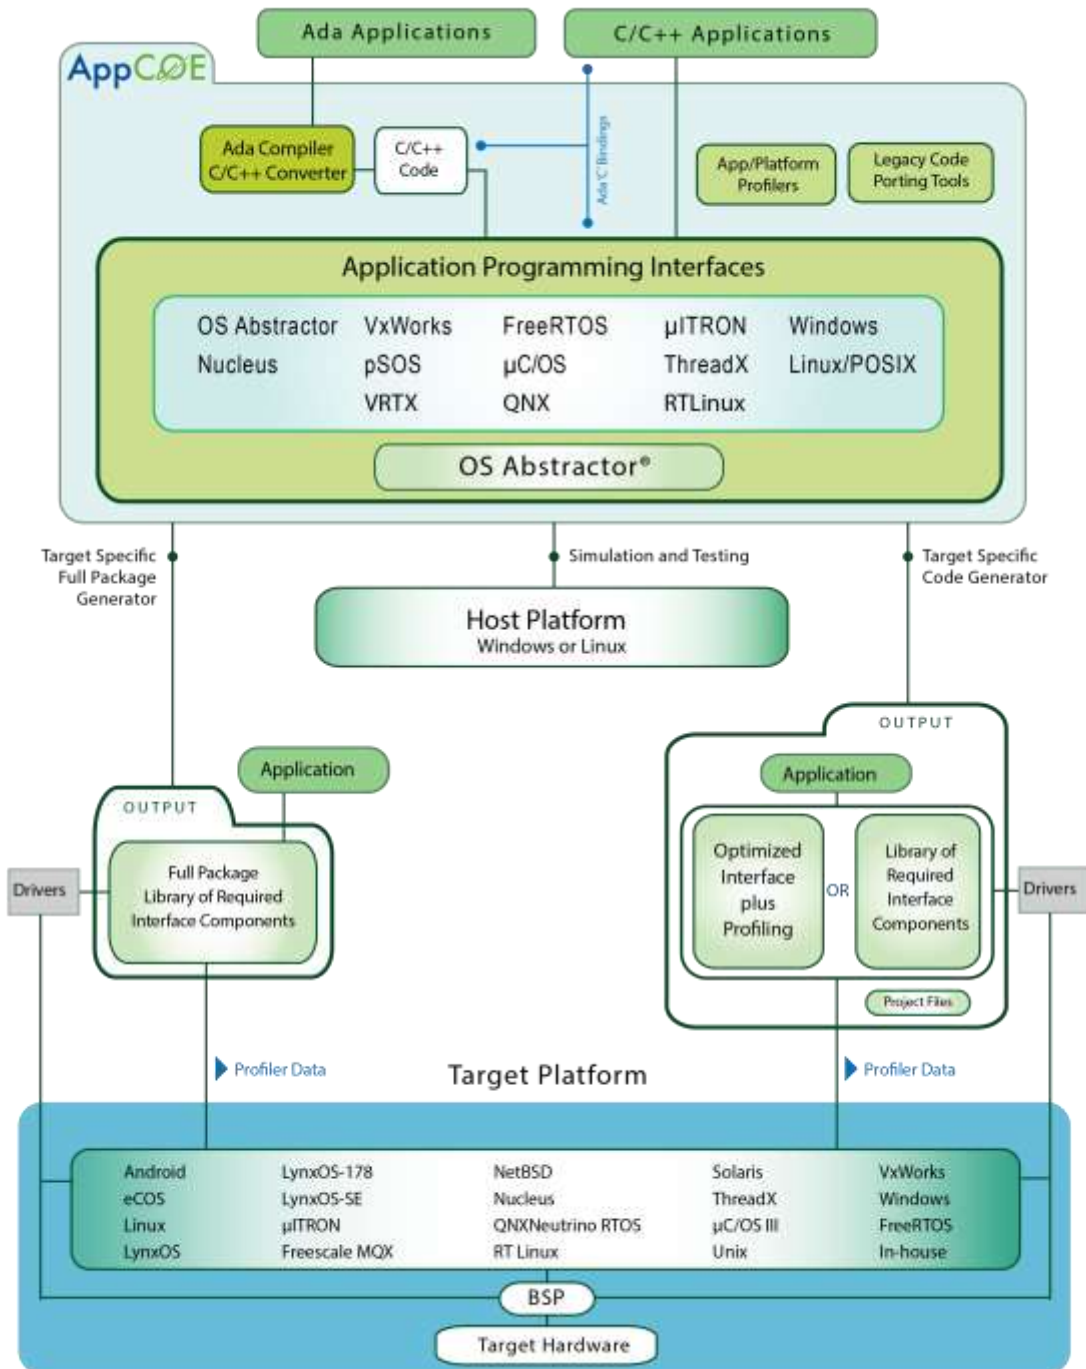 Ada Applications
C/C++ Applications
AppCOE
Ada Compiler
C/C++ Converter
C/C++
Code
Ada 'C' Bindings
App/Platform
Profilers
Legacy Code
Porting Tools
Application Programming Interfaces
OS Abstractor VxWorks FreeRTOS µITRON Windows
Nucleus pSOS µC/OS ThreadX Linux/POSIX
VRTX QNX RTLinux
OS Abstractor®
Target Specific
Full Package
Generator
Simulation and Testing
Target Specific
Code Generator
Host Platform
Windows or Linux
OUTPUT
Application
OUTPUT
Full Package
Library of Required
Interface Components
Drivers
Application
Optimized
Interface
plus
Profiling
OR
Library of
Required
Interface
Components
Drivers
Project Files
Profiler Data
Target Platform
Profiler Data
Android LynxOS-178 NetBSD Solaris VxWorks
eCOS LynxOS-SE Nucleus ThreadX Windows
Linux µITRON QNXNeutrino RTOS µC/OS III FreeRTOS
LynxOS Freescale MQX RT Linux Unix In-house
BSP
Target Hardware